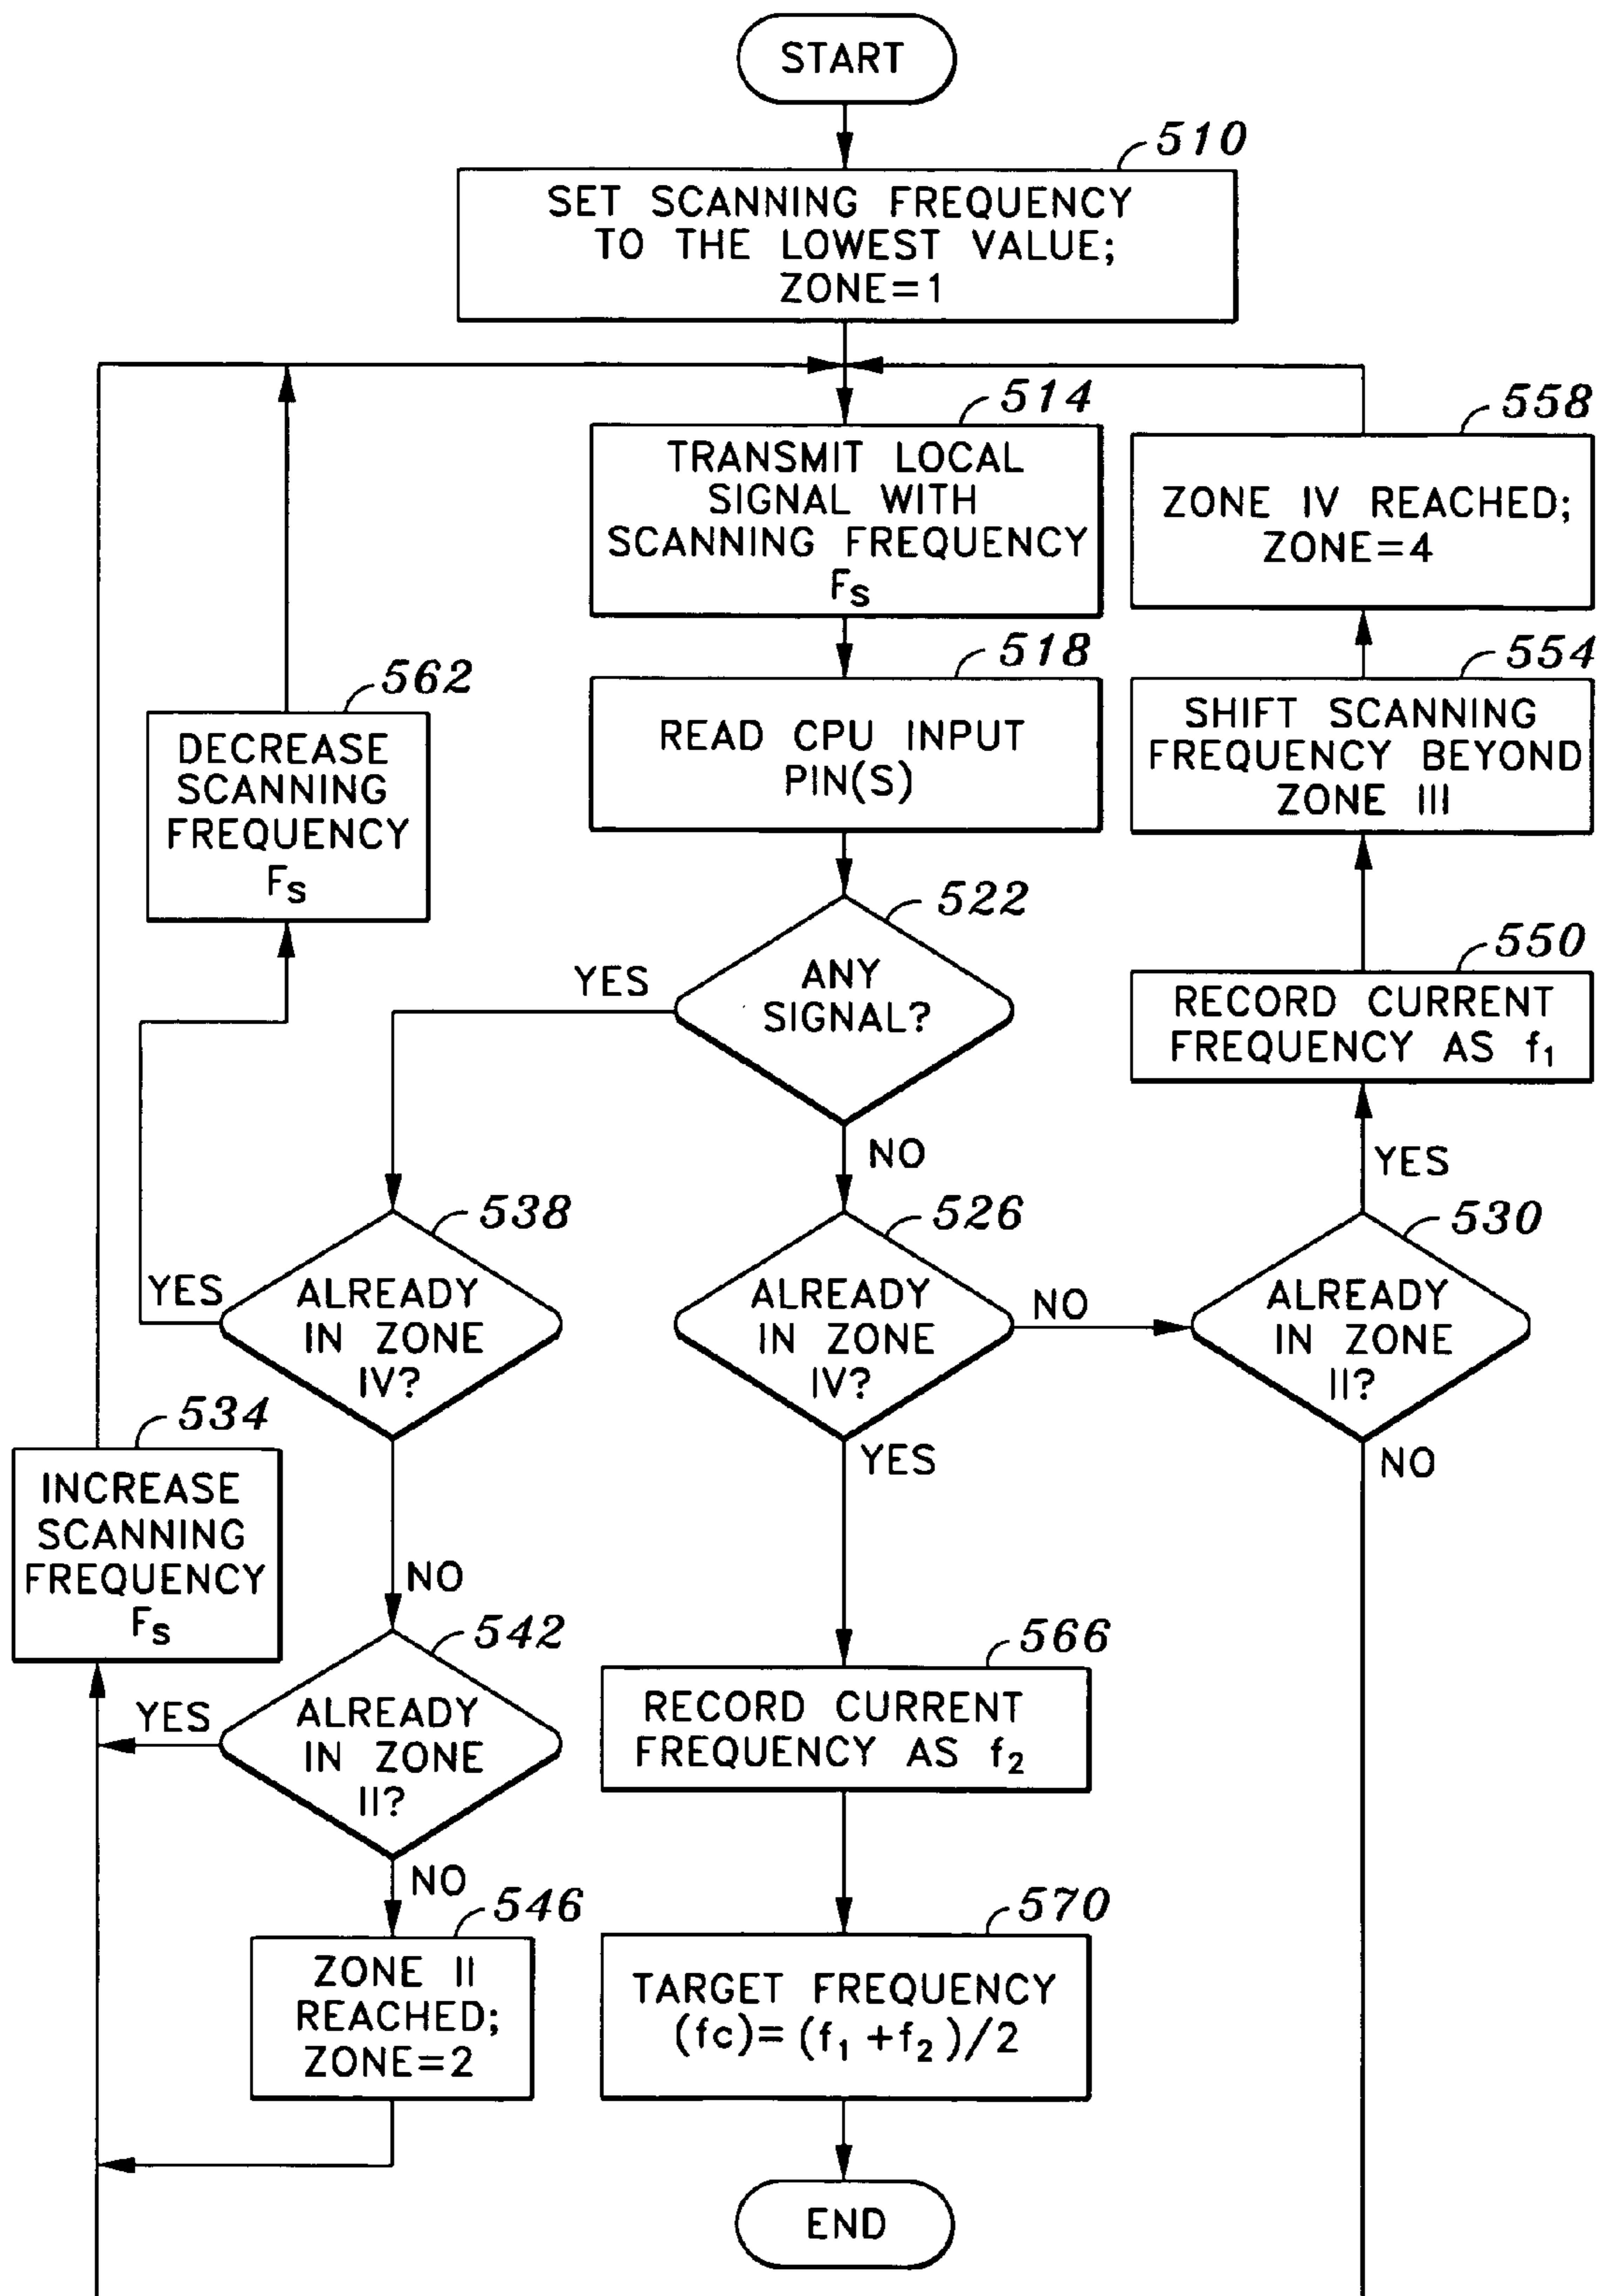 START
510
SET SCANNING FREQUENCY
TO THE LOWEST VALUE;
ZONE=1
514
TRANSMIT LOCAL
SIGNAL WITH
SCANNING FREQUENCY
Fs
558
ZONE IV REACHED;
ZONE=4
518
READ CPU INPUT
PIN(S)
554
SHIFT SCANNING
FREQUENCY BEYOND
ZONE III
562
DECREASE
SCANNING
FREQUENCY
Fs
522
ANY
SIGNAL?
YES
NO
550
RECORD CURRENT
FREQUENCY AS f1
YES
538
ALREADY
IN ZONE
IV?
YES
NO
526
ALREADY
IN ZONE
IV?
NO
YES
530
ALREADY
IN ZONE
II?
NO
534
INCREASE
SCANNING
FREQUENCY
Fs
542
ALREADY
IN ZONE
II?
YES
NO
566
RECORD CURRENT
FREQUENCY AS f2
546
ZONE II
REACHED;
ZONE=2
570
TARGET FREQUENCY
(fc)= (f1 +f2 )/2
END